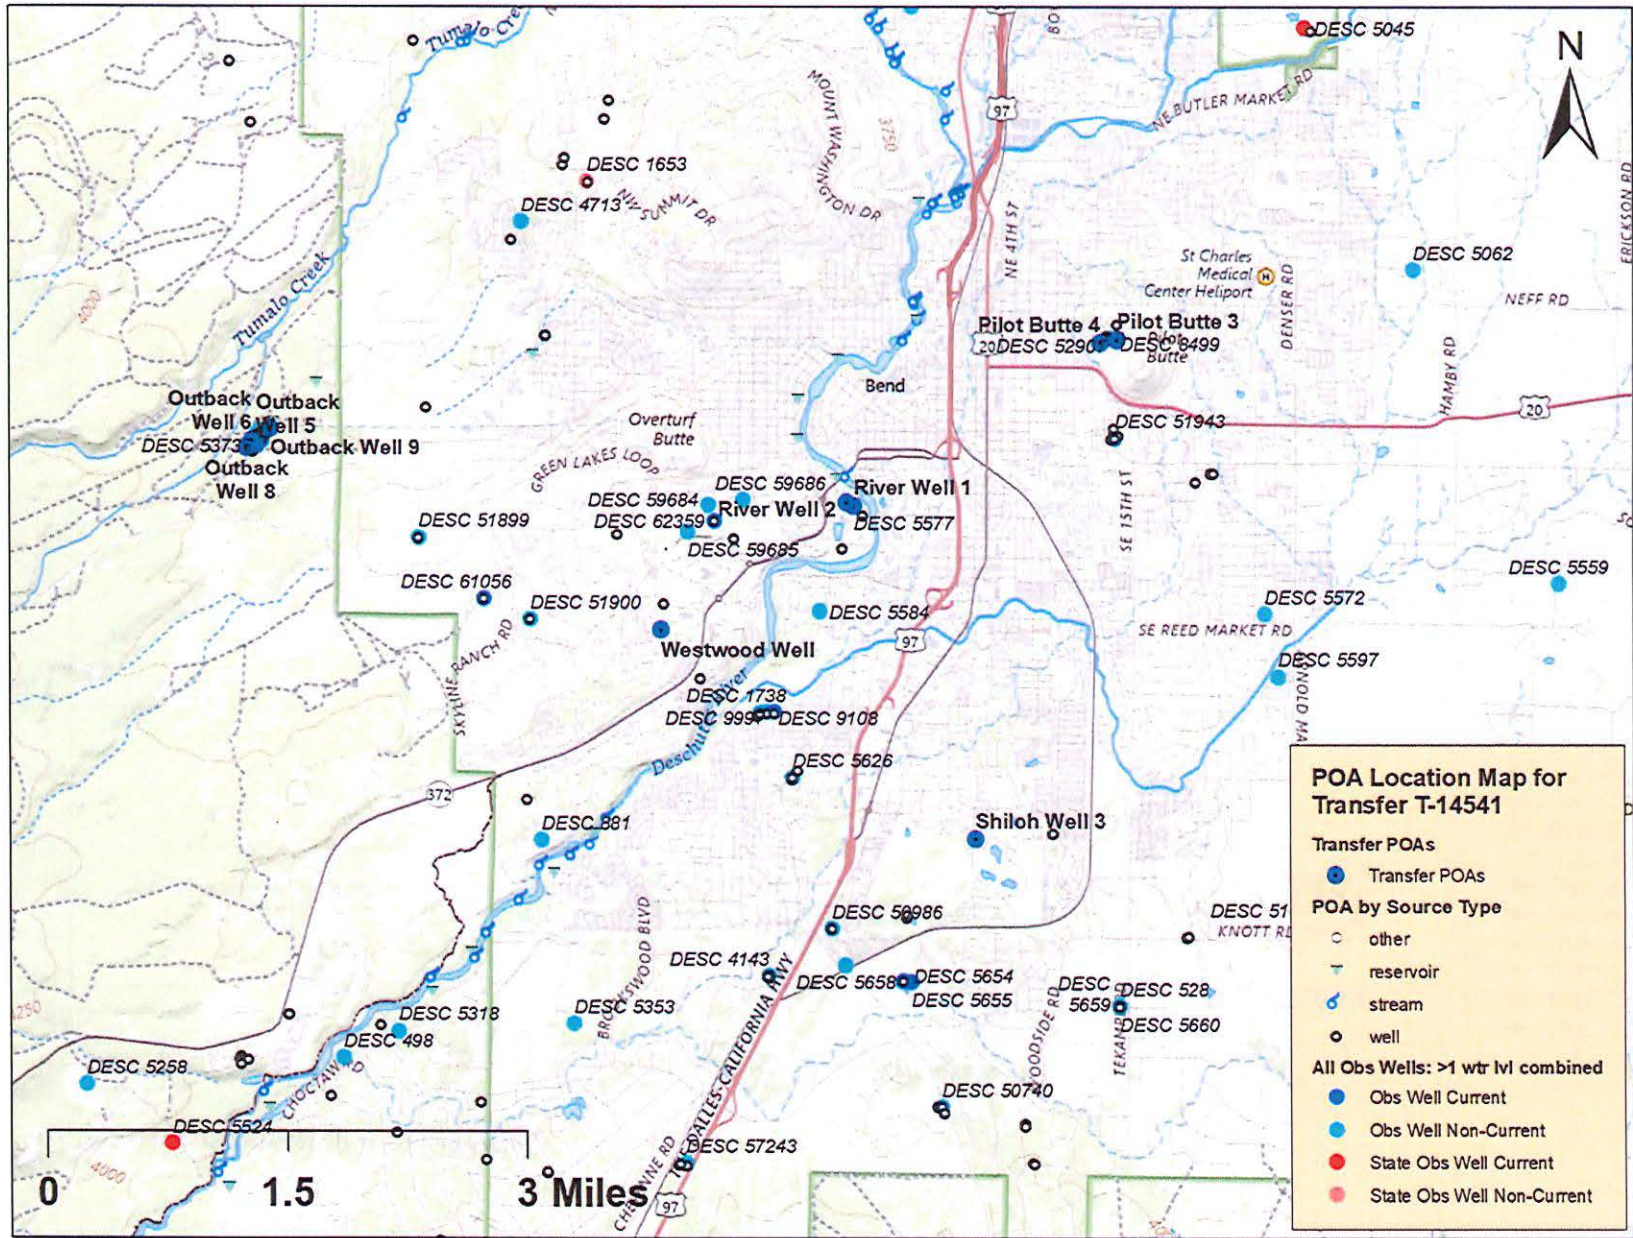 Tumalo Cree
DESC 5045
N
97
NE BUTLER MARKET RD
MOUNT WASHINGTON DR
3750
DESC 1653
NW SUMMIT DR
DESC 4713
ERICKSON RD
NE 4TH ST
St Charles
Medical
Center Heliport
H
DESC 5062
NEFF RD
DENSER RD
4000
Tumalo Creek
Pilot Butte 4
Pilot Butte 3
20
DESC 5290
DESC 8499
Pilot
Butte
HAMBY RD
Bend
20
Outback
Well 6
Outback
Well 5
DESC 5373
Outback Well 9
Outback
Well 8
Overturf
Butte
GREEN LAKES LOOP
DESC 51943
DESC 59686
DESC 59684
River Well 1
DESC 62359
River Well 2
DESC 5577
DESC 51899
DESC 59685
SE 15TH ST
DESC 61056
DESC 51900
DESC 5584
DESC 5559
DESC 5572
SE REED MARKET RD
97
Westwood Well
SKYLINE RANCH RD
DESC 5597
DESC 1738
DESC 999
DESC 9108
Deschutes River
DESC 5626
372
DESC 881
Shiloh Well 3
DESC 50986
KNOTT RD
DESC 4143
DESC 5658
DESC 5654
DESC 5655
DESC
5659
DESC 528
DESC 5660
DESC 5318
DESC 5353
DESC 498
DESC 5258
CHOCTAW RD
DESC 5524
DESC 50740
THE DALLES-CALIFORNIA HWY
DESC 57243
4000
97
0 1.5 3 Miles
POA Location Map for
Transfer T-14541
Transfer POAs
Transfer POAs
POA by Source Type
other
reservoir
stream
well
All Obs Wells: >1 wtr lvl combined
Obs Well Current
Obs Well Non-Current
State Obs Well Current
State Obs Well Non-Current